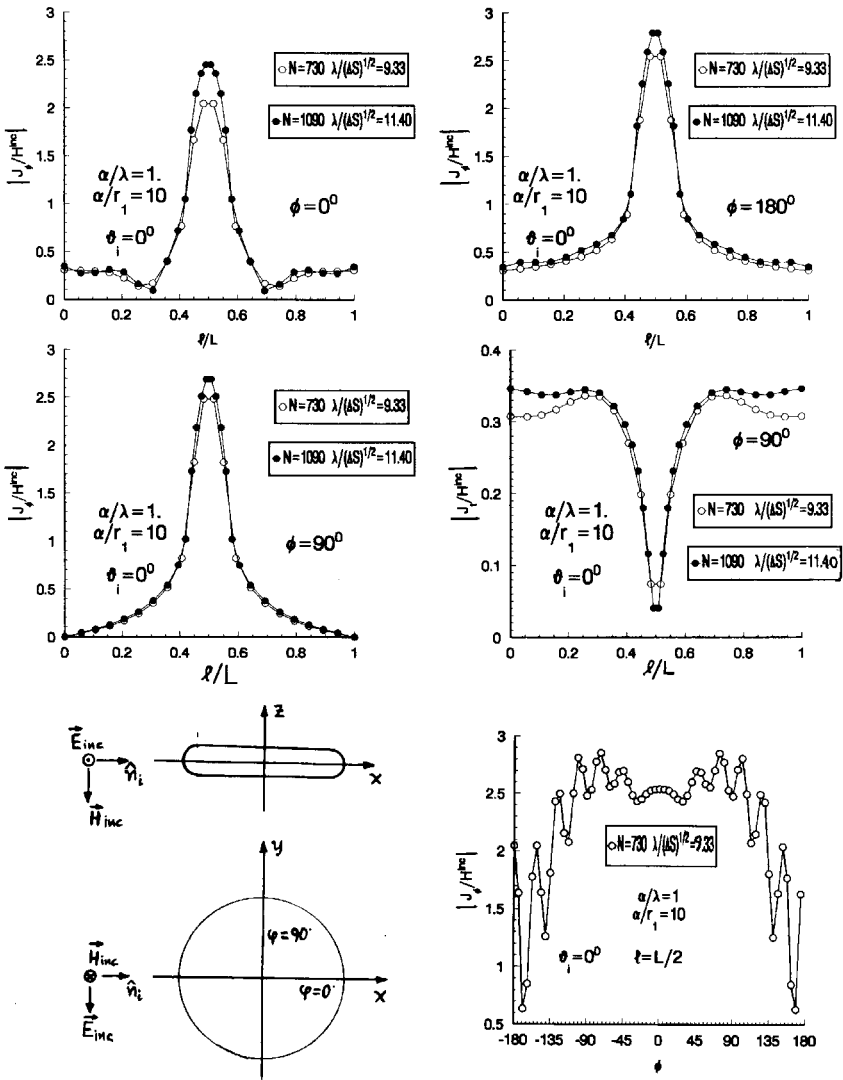 3
2.5
2
1.5
1
0.5
0
0 0.2 0.4 0.6 0.8 1
ℓ/L
|J_φ/H^inc|
N=730 λ/(ΔS)^1/2=9.33
N=1090 λ/(ΔS)^1/2=11.40
α/λ=1.
α/r_1=10
ϑ_i=0^0
φ=0^0
3
2.5
2
1.5
1
0.5
0
0 0.2 0.4 0.6 0.8 1
ℓ/L
|J_φ/H^inc|
N=730 λ/(ΔS)^1/2=9.33
N=1090 λ/(ΔS)^1/2=11.40
α/λ=1.
α/r_1=10
ϑ_i=0^0
φ=180^0
3
2.5
2
1.5
1
0.5
0
0 0.2 0.4 0.6 0.8 1
ℓ/L
|J_φ/H^inc|
N=730 λ/(ΔS)^1/2=9.33
N=1090 λ/(ΔS)^1/2=11.40
α/λ=1.
α/r_1=10
ϑ_i=0^0
φ=90^0
0.4
0.3
0.2
0.1
0
0 0.2 0.4 0.6 0.8 1
ℓ/L
|J_l/H^inc|
φ=90^0
N=730 λ/(ΔS)^1/2=9.33
N=1090 λ/(ΔS)^1/2=11.40
α/λ=1.
α/r_1=10
ϑ_i=0^0
z
E_inc
n̂_i
x
H_inc
y
φ=90°
H_inc
n̂_i
φ=0°
x
E_inc
3
2.5
2
1.5
1
0.5
-180 -135 -90 -45 0 45 90 135 180
φ
|J_φ/H^inc|
N=730 λ/(ΔS)^1/2=9.33
α/λ=1
α/r_1=10
ϑ_i=0^0 ℓ=L/2